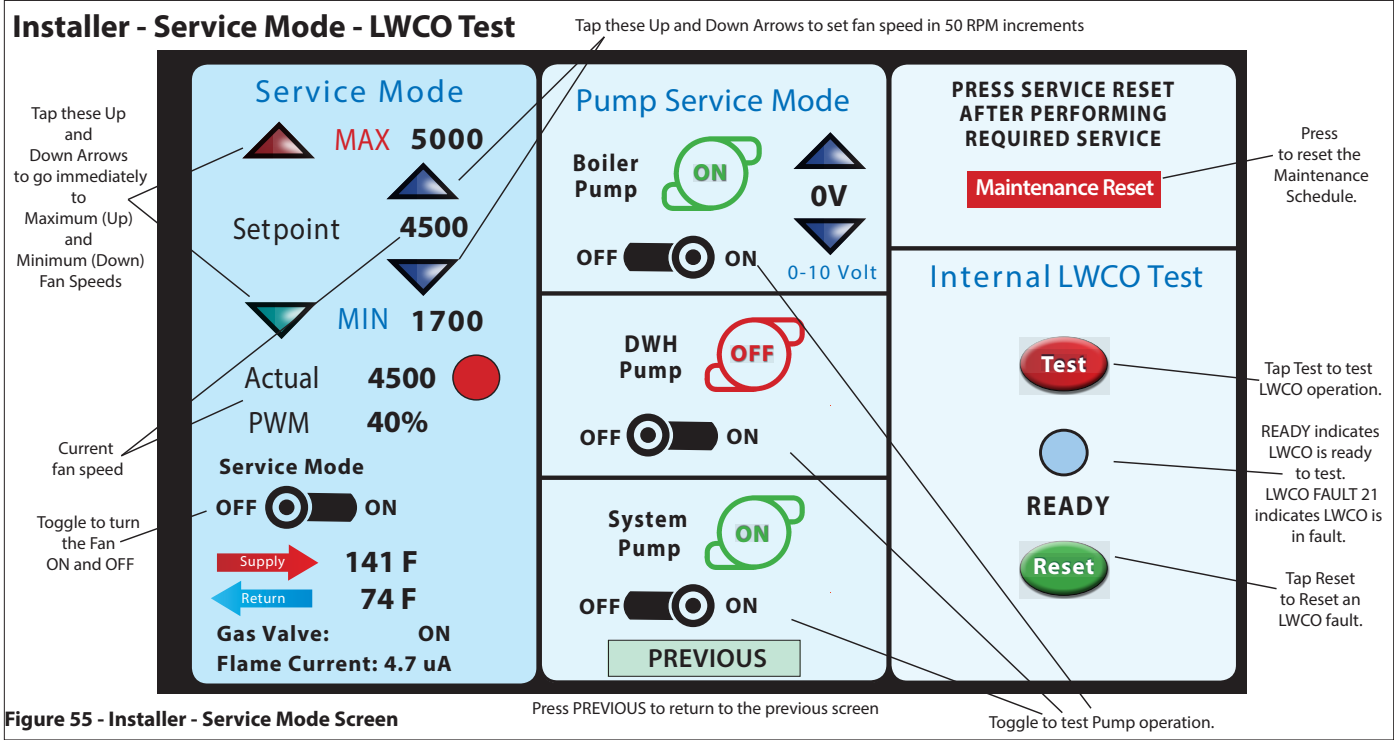 Installer - Service Mode - LWCO Test
Tap these Up and Down Arrows to set fan speed in 50 RPM increments
Tap these Up
and
Down Arrows
to go immediately
to
Maximum (Up)
and
Minimum (Down)
Fan Speeds
Current
fan speed
Toggle to turn
the Fan
ON and OFF
Service Mode
MAX 5000
Setpoint 4500
MIN 1700
Actual 4500
PWM 40%
Service Mode
OFF ON
Supply 141 F
Return 74 F
Gas Valve: ON
Flame Current: 4.7 uA
Pump Service Mode
Boiler
Pump
ON
0V
OFF ON
0-10 Volt
DWH
Pump
OFF
OFF ON
System
Pump
ON
OFF ON
PREVIOUS
PRESS SERVICE RESET
AFTER PERFORMING
REQUIRED SERVICE
Maintenance Reset
Internal LWCO Test
Test
READY
Reset
Press
to reset the
Maintenance
Schedule.
Tap Test to test
LWCO operation.
READY indicates
LWCO is ready
to test.
LWCO FAULT 21
indicates LWCO is
in fault.
Tap Reset
to Reset an
LWCO fault.
Figure 55 - Installer - Service Mode Screen
Press PREVIOUS to return to the previous screen
Toggle to test Pump operation.